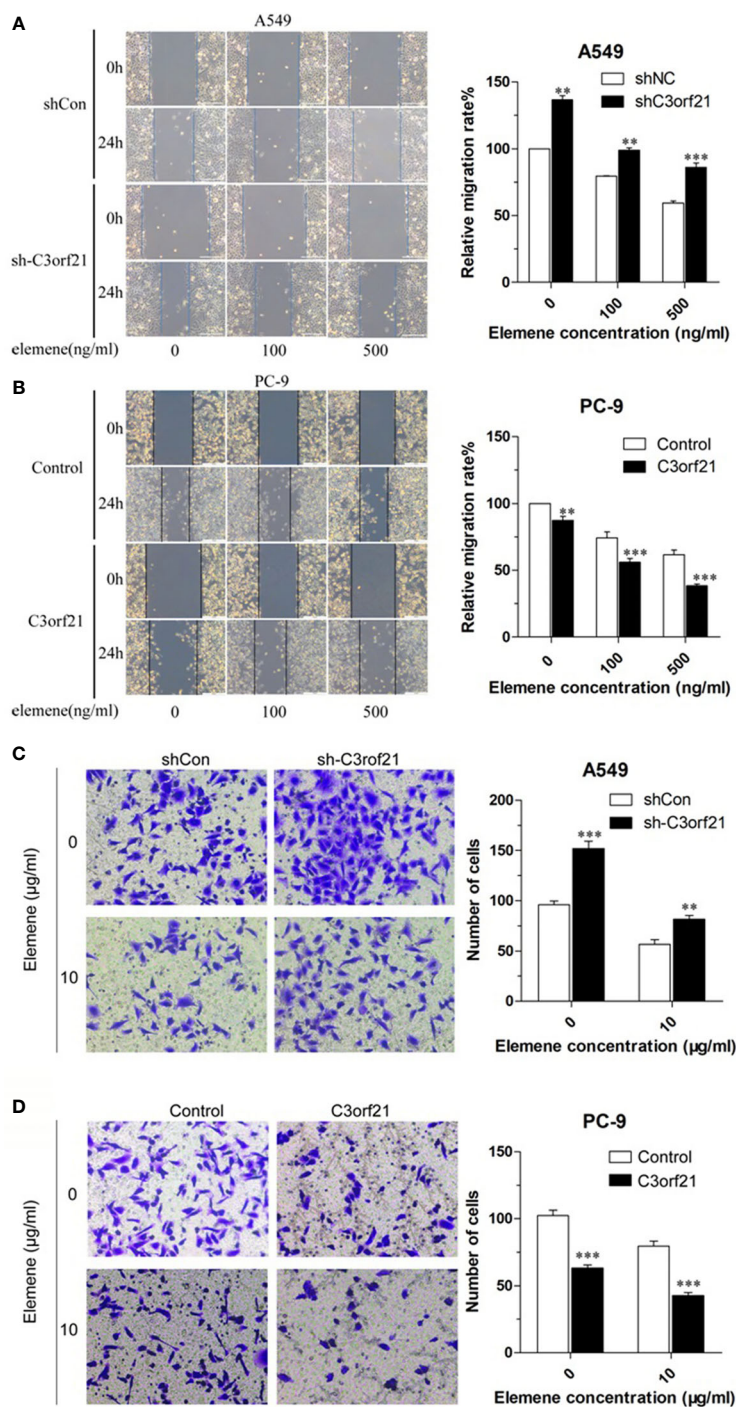 A
A549
shCon
0h
24h
sh-C3orf21
0h
24h
elemene(ng/ml)
0
100
500
A549
shNC
shC3orf21
Relative migration rate%
150
100
50
0
**
**
***
0
100
500
Elemene concentration (ng/ml)
B
PC-9
Control
0h
24h
C3orf21
0h
24h
elemene(ng/ml)
0
100
500
PC-9
Control
C3orf21
Relative migration rate%
150
100
50
0
**
***
***
0
100
500
Elemene concentration (ng/ml)
C
shCon
sh-C3rof21
Elemene (μg/ml)
0
10
A549
shCon
sh-C3orf21
Number of cells
200
150
100
50
0
***
**
0
10
Elemene concentration (μg/ml)
D
Control
C3orf21
Elemene (μg/ml)
0
10
PC-9
Control
C3orf21
Number of cells
150
100
50
0
***
***
0
10
Elemene concentration (μg/ml)